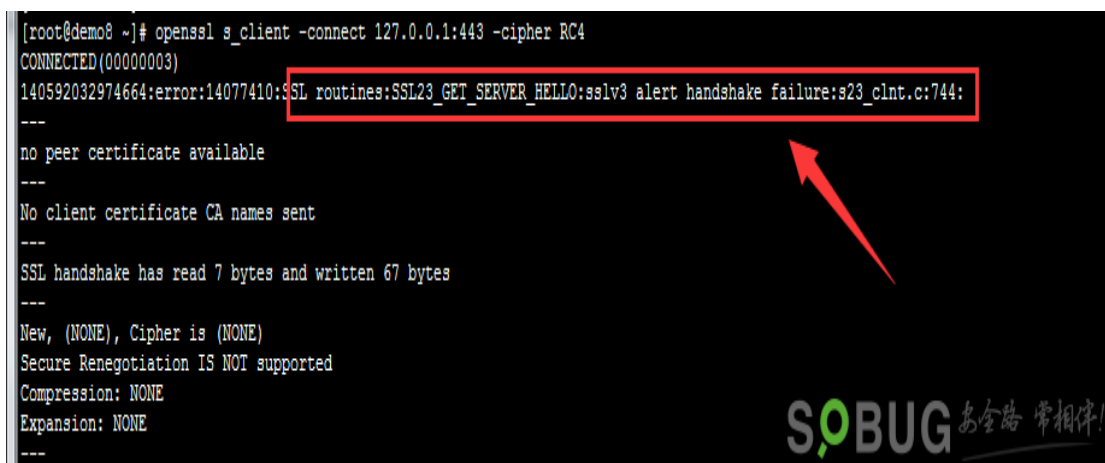 [root@demo8 ~]# openssl s_client -connect 127.0.0.1:443 -cipher RC4
CONNECTED(00000003)
140592032974664:error:14077410:SSL routines:SSL23_GET_SERVER_HELLO:sslv3 alert handshake failure:s23_clnt.c:744:
---
no peer certificate available
---
No client certificate CA names sent
---
SSL handshake has read 7 bytes and written 67 bytes
---
New, (NONE), Cipher is (NONE)
Secure Renegotiation IS NOT supported
Compression: NONE
Expansion: NONE
---
SOBUG 安全路 常相伴!